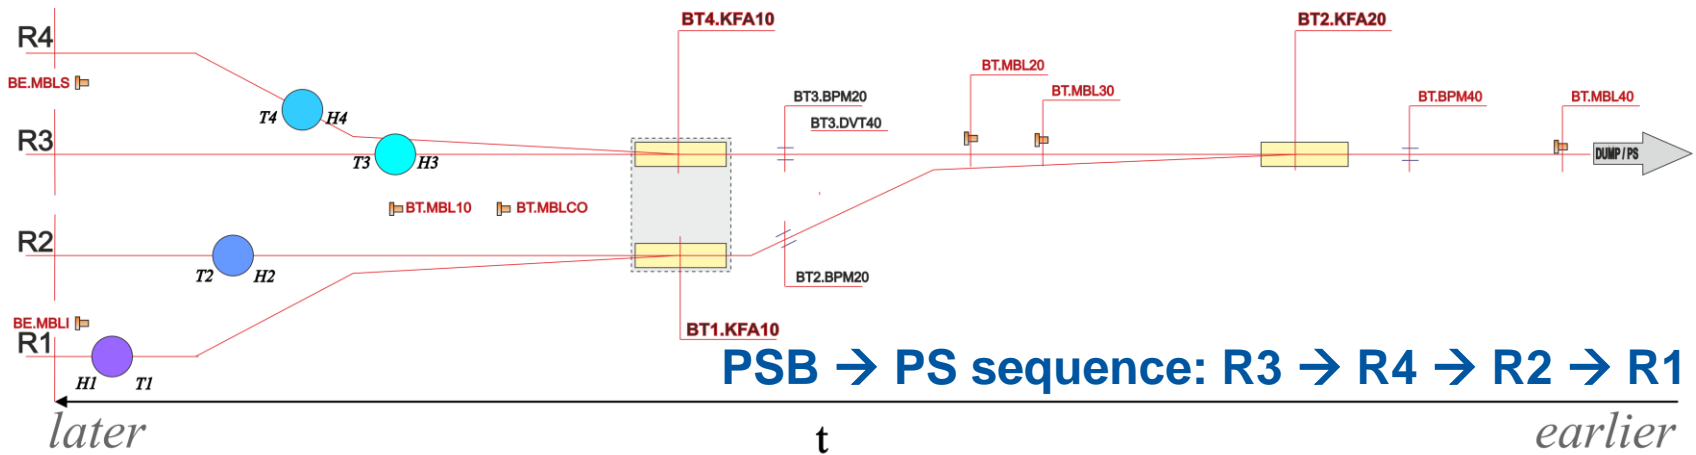 BT4.KFA10
BT2.KFA20
R4
BE.MBLS
BT.MBL20
BT.MBL30
BT3.BPM20
BT.BPM40
BT.MBL40
T4 H4
BT3.DVT40
R3
T3 H3
DUMP / PS
BT.MBL10
BT.MBLCO
R2
T2 H2
BT2.BPM20
BE.MBLI
R1
BT1.KFA10
H1 T1
PSB → PS sequence: R3 → R4 → R2 → R1
later
t
earlier